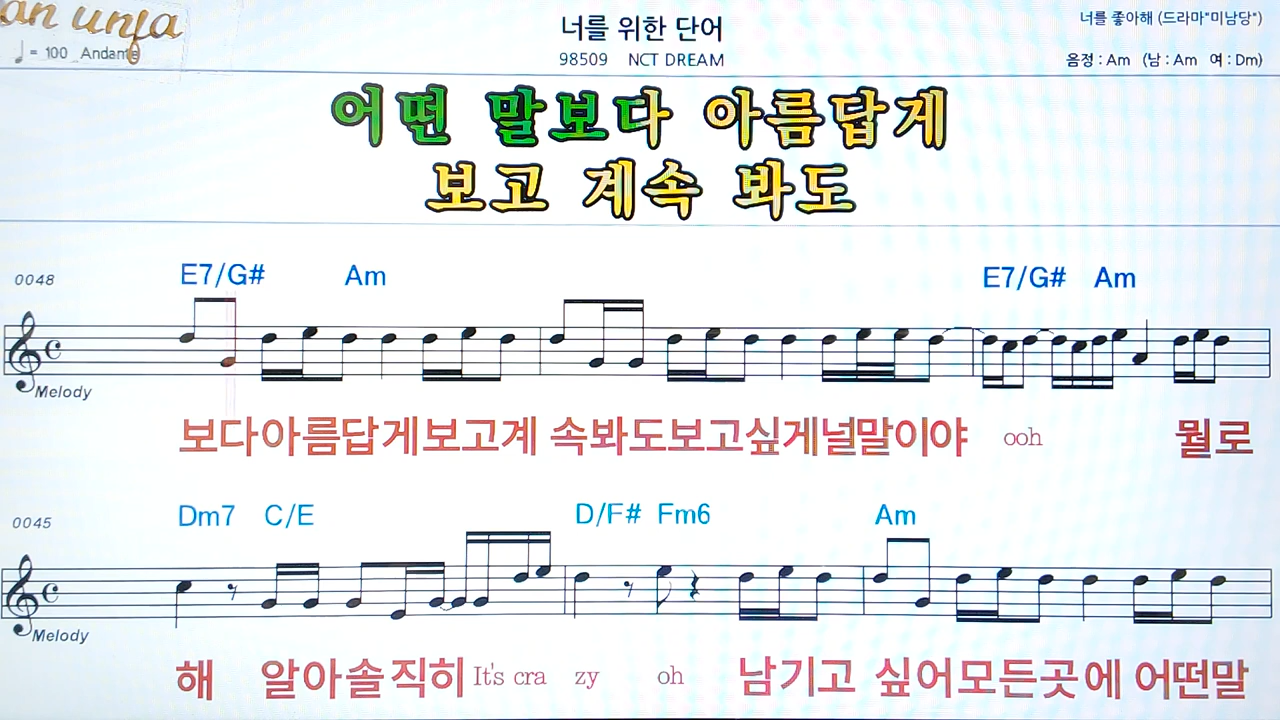 너를 위한 단어
너를 좋아해 (드라마"미남당")
♩= 100 Andante
98509 NCT DREAM
음정 : Am (남 : Am 여 : Dm)
어떤 말보다 아름답게
보고 계속 봐도
0048
E7/G# Am E7/G# Am
Melody
보다아름답게보고계 속봐도보고싶게널말이야 ooh 뭘로
0045
Dm7 C/E D/F# Fm6 Am
Melody
해 알아솔직히 It's cra zy oh 남기고 싶어모든곳에 어떤말